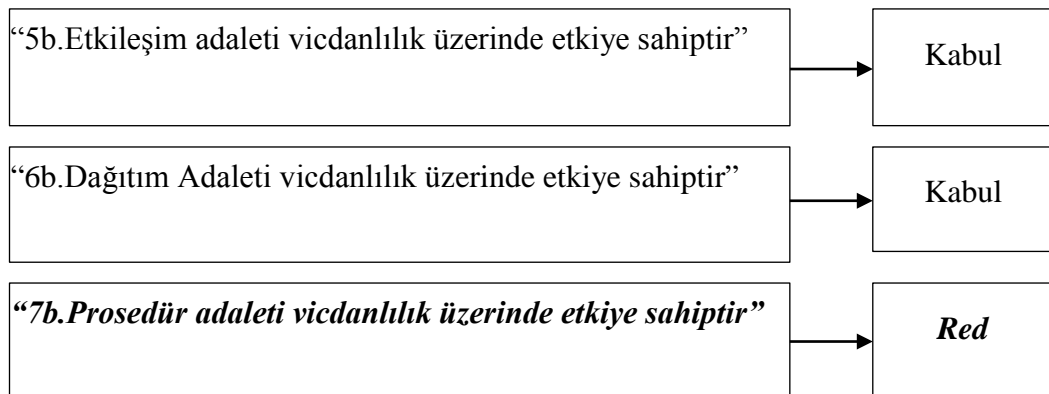 “5b.Etkileşim adaleti vicdanlılık üzerinde etkiye sahiptir”
Kabul
“6b.Dağıtım Adaleti vicdanlılık üzerinde etkiye sahiptir”
Kabul
“7b.Prosedür adaleti vicdanlılık üzerinde etkiye sahiptir”
Red